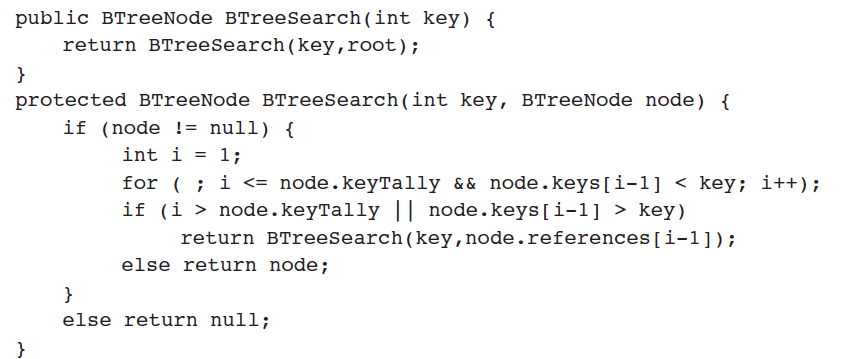 public BTreeNode BTreeSearch(int key) {
    return BTreeSearch(key,root);
}
protected BTreeNode BTreeSearch(int key, BTreeNode node) {
    if (node != null) {
        int i = 1;
        for ( ; i <= node.keyTally && node.keys[i-1] < key; i++);
        if (i > node.keyTally || node.keys[i-1] > key)
            return BTreeSearch(key,node.references[i-1]);
        else return node;
    }
    else return null;
}